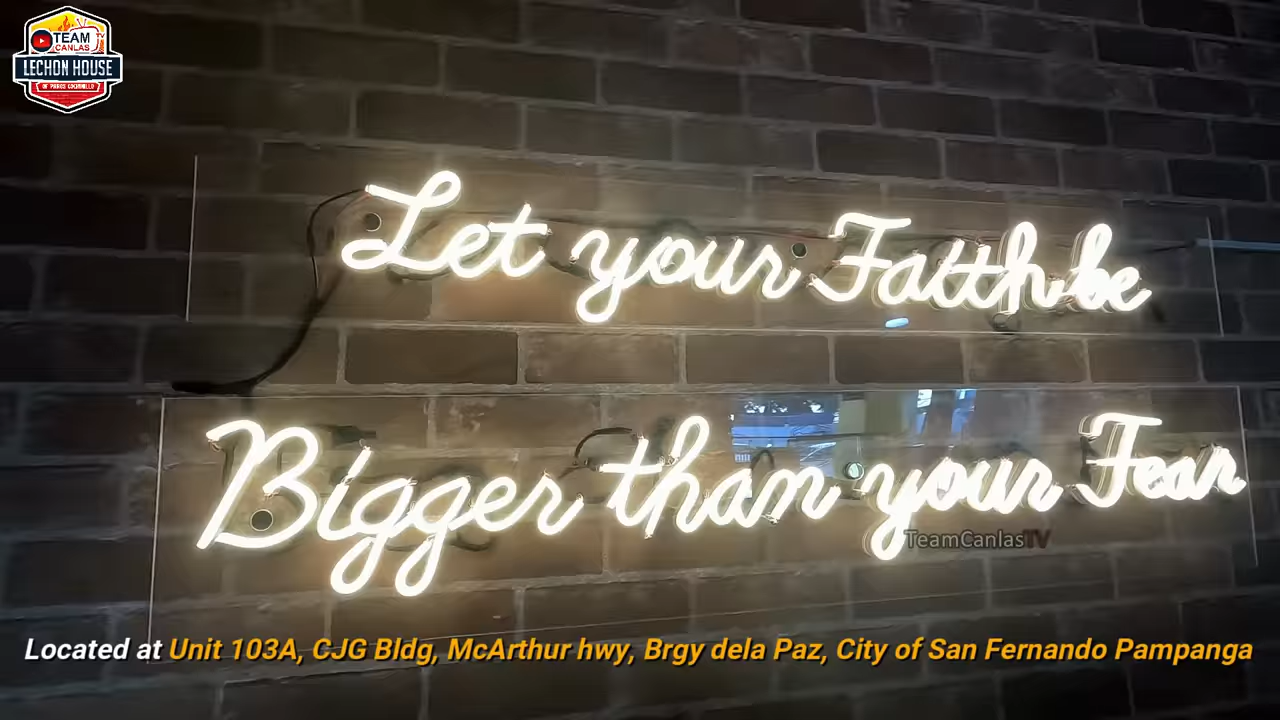 TEAM
CANLAS
TV
LECHON HOUSE
Let your Faith be
Bigger than your Fear
TeamCanlasTV
Located at Unit 103A, CJG Bldg, McArthur hwy, Brgy dela Paz, City of San Fernando Pampanga